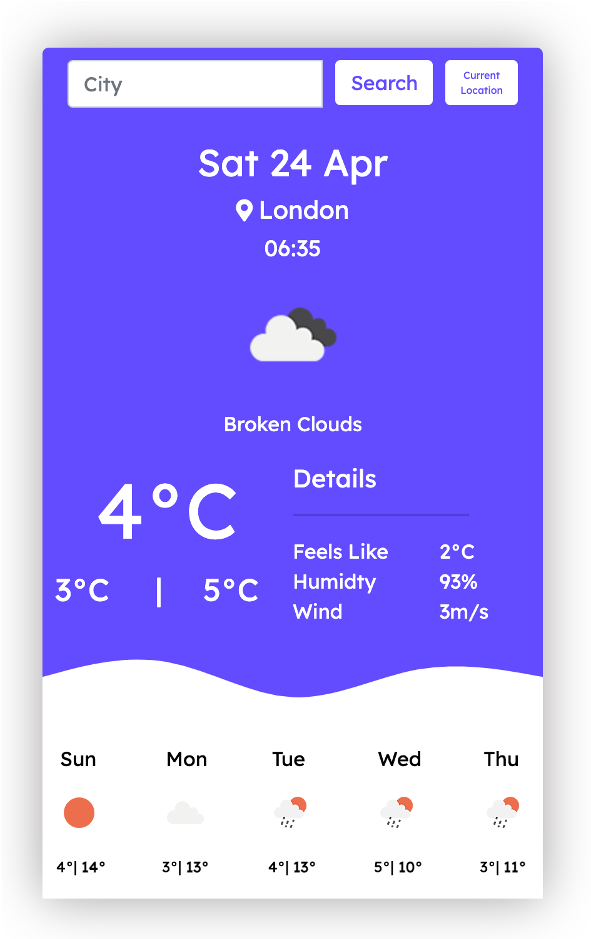 City
Search
Current
Location
Sat 24 Apr
London
06:35
Broken Clouds
4°C
3°C | 5°C
Details
Feels Like 2°C
Humidty 93%
Wind 3m/s
Sun Mon Tue Wed Thu
4°| 14° 3°| 13° 4°| 13° 5°| 10° 3°| 11°